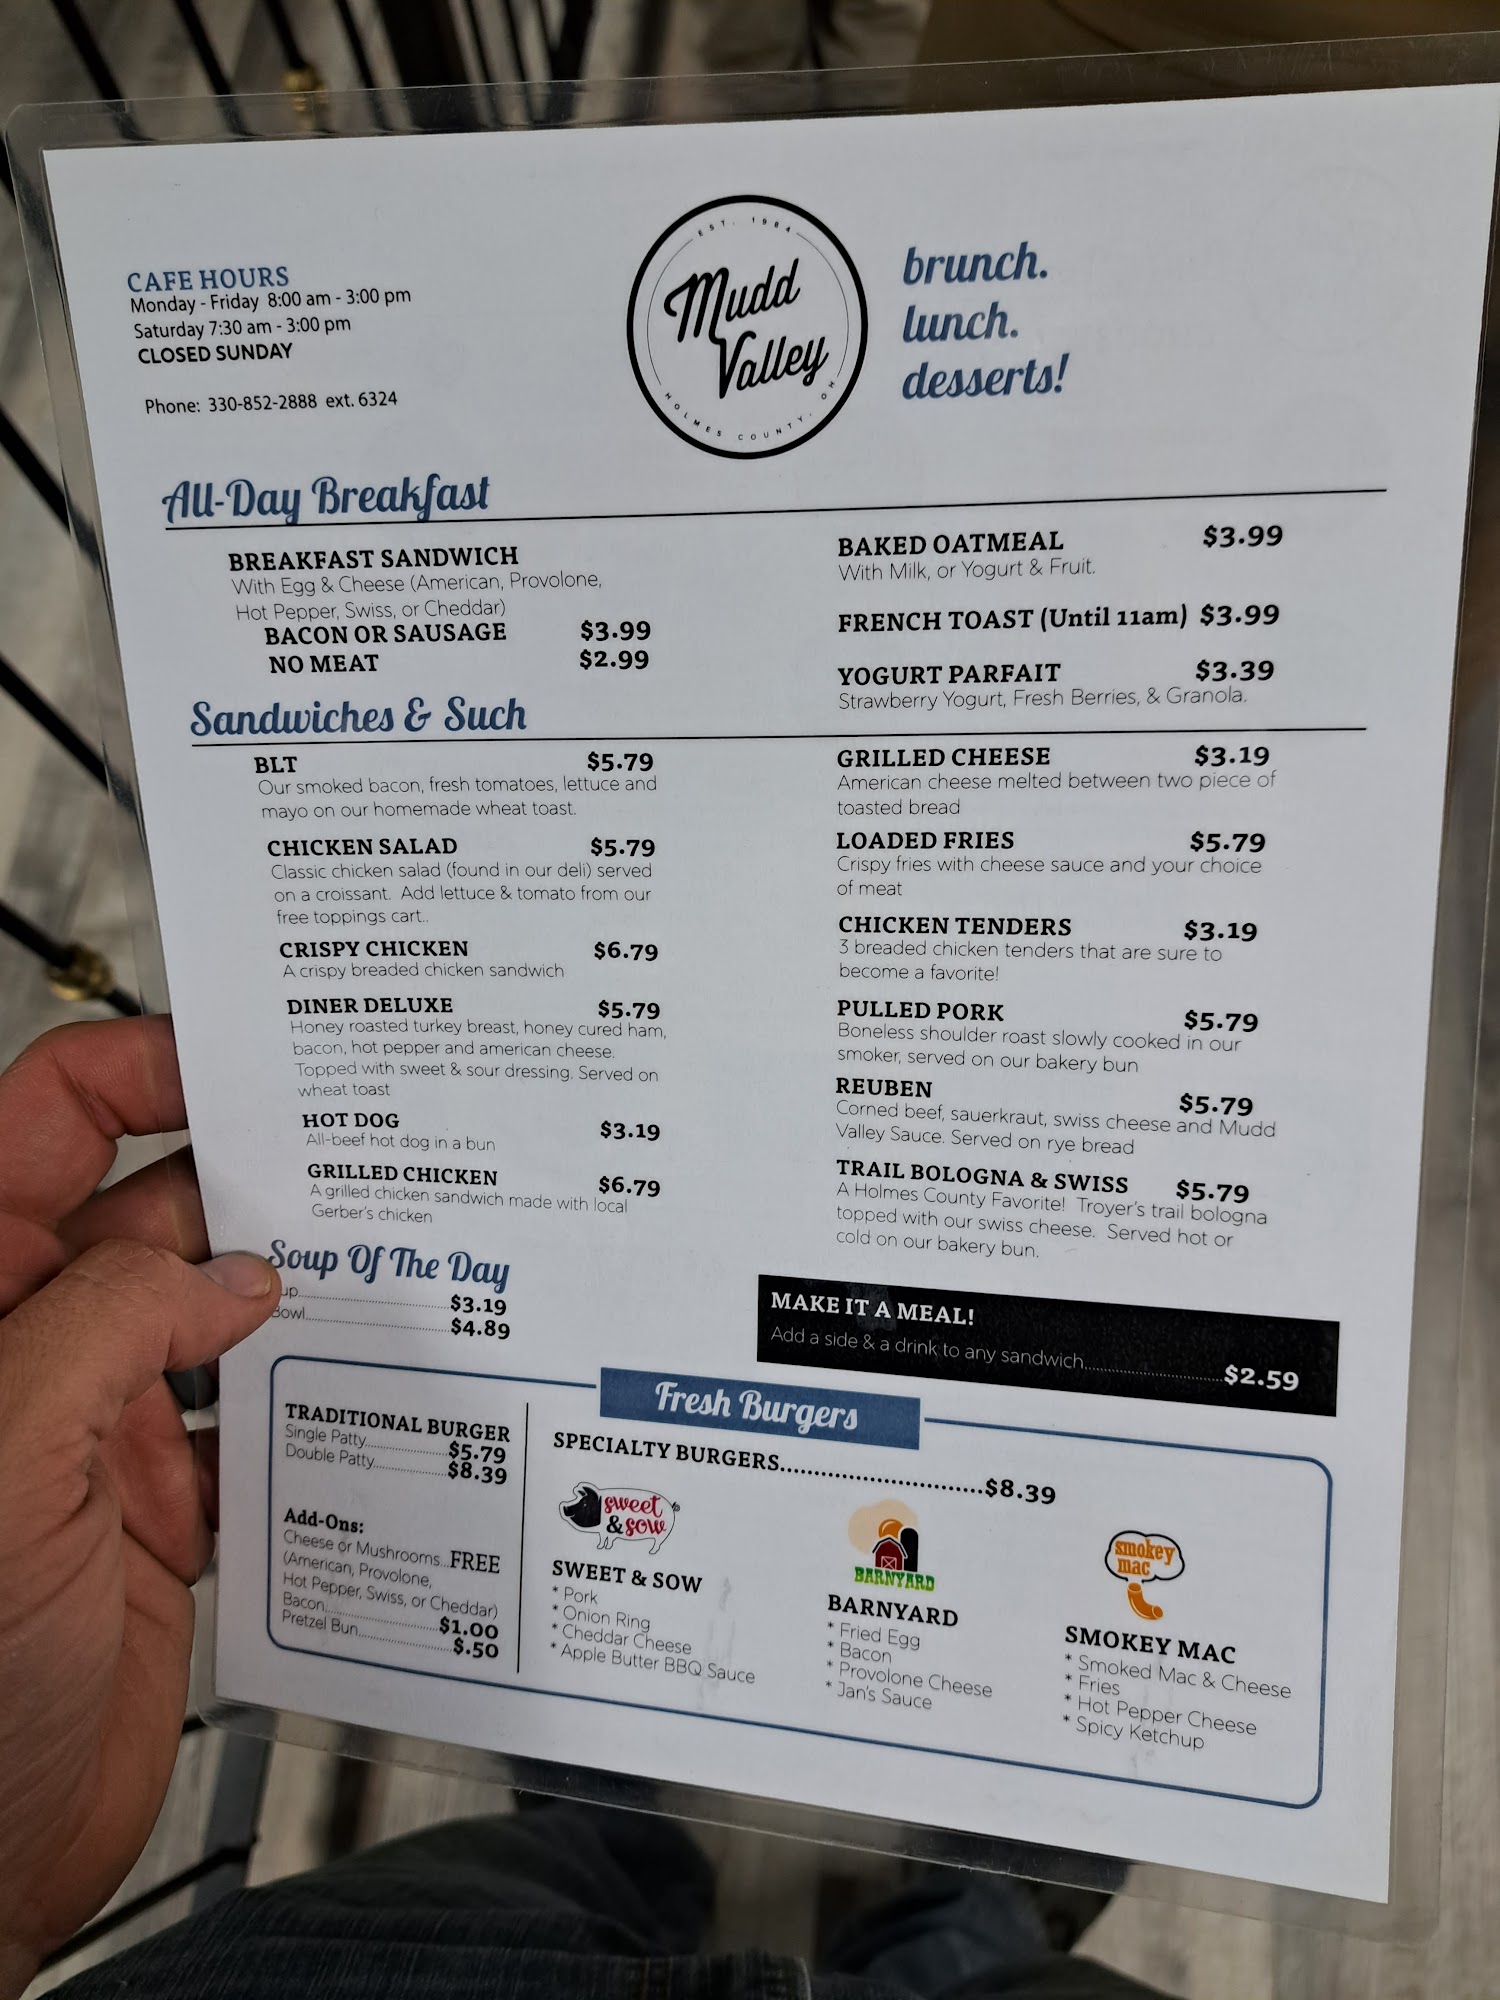 CAFE HOURS
Monday - Friday 8:00 am - 3:00 pm
Saturday 7:30 am - 3:00 pm
CLOSED SUNDAY
Phone: 330-852-2888 ext. 6324
EST. 1984
Mudd
Valley
HOLMES COUNTY, OH
brunch.
lunch.
desserts!
All-Day Breakfast
BREAKFAST SANDWICH
With Egg & Cheese (American, Provolone,
Hot Pepper, Swiss, or Cheddar)
BACON OR SAUSAGE $3.99
NO MEAT $2.99
BAKED OATMEAL $3.99
With Milk, or Yogurt & Fruit.
FRENCH TOAST (Until 11am) $3.99
YOGURT PARFAIT $3.39
Strawberry Yogurt, Fresh Berries, & Granola.
Sandwiches & Such
BLT $5.79
Our smoked bacon, fresh tomatoes, lettuce and
mayo on our homemade wheat toast.
CHICKEN SALAD $5.79
Classic chicken salad (found in our deli) served
on a croissant. Add lettuce & tomato from our
free toppings cart..
CRISPY CHICKEN $6.79
A crispy breaded chicken sandwich
DINER DELUXE $5.79
Honey roasted turkey breast, honey cured ham,
bacon, hot pepper and american cheese.
Topped with sweet & sour dressing. Served on
wheat toast
HOT DOG $3.19
All-beef hot dog in a bun
GRILLED CHICKEN $6.79
A grilled chicken sandwich made with local
Gerber's chicken
GRILLED CHEESE $3.19
American cheese melted between two piece of
toasted bread
LOADED FRIES $5.79
Crispy fries with cheese sauce and your choice
of meat
CHICKEN TENDERS $3.19
3 breaded chicken tenders that are sure to
become a favorite!
PULLED PORK $5.79
Boneless shoulder roast slowly cooked in our
smoker, served on our bakery bun
REUBEN $5.79
Corned beef, sauerkraut, swiss cheese and Mudd
Valley Sauce. Served on rye bread
TRAIL BOLOGNA & SWISS $5.79
A Holmes County Favorite! Troyer's trail bologna
topped with our swiss cheese. Served hot or
cold on our bakery bun.
Soup Of The Day
up $3.19
Bowl $4.89
MAKE IT A MEAL!
Add a side & a drink to any sandwich $2.59
Fresh Burgers
TRADITIONAL BURGER
Single Patty $5.79
Double Patty $8.39
Add-Ons:
Cheese or Mushrooms...FREE
(American, Provolone,
Hot Pepper, Swiss, or Cheddar)
Bacon $1.00
Pretzel Bun $.50
SPECIALTY BURGERS $8.39
sweet
& sow
SWEET & SOW
* Pork
* Onion Ring
* Cheddar Cheese
* Apple Butter BBQ Sauce
BARNYARD
BARNYARD
* Fried Egg
* Bacon
* Provolone Cheese
* Jan's Sauce
smokey
mac
SMOKEY MAC
* Smoked Mac & Cheese
* Fries
* Hot Pepper Cheese
* Spicy Ketchup